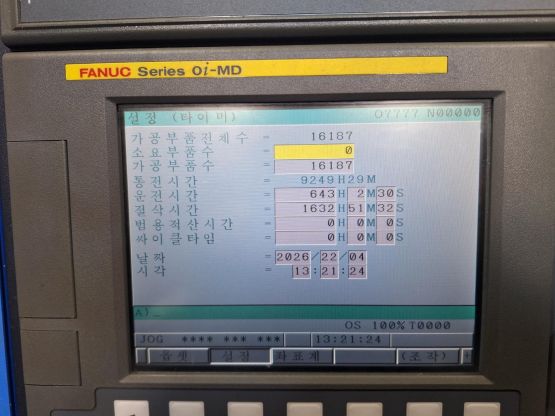 FANUC Series 0i-MD
설정 (타이머) O7777 N00000
가공부품전체수 = 16187
소요부품수 = 0
가공부품수 = 16187
통전시간 = 9249H29M
운전시간 = 643H 2M30S
절삭시간 = 1632H51M32S
범용적산시간 = 0H 0M 0S
싸이클타임 = 0H 0M 0S
날짜 = 2026/22/04
시각 = 13:21:24
A)_
OS 100% T0000
JOG **** *** *** 13:21:24
옵셋 설정 좌표계 (조작) +